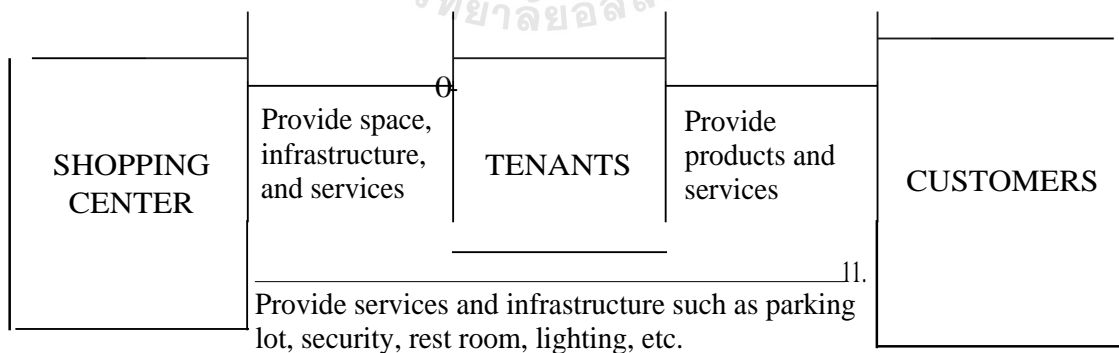 SHOPPING
CENTER
Provide space,
infrastructure,
and services
TENANTS
Provide
products and
services
CUSTOMERS
Provide services and infrastructure such as parking
lot, security, rest room, lighting, etc.